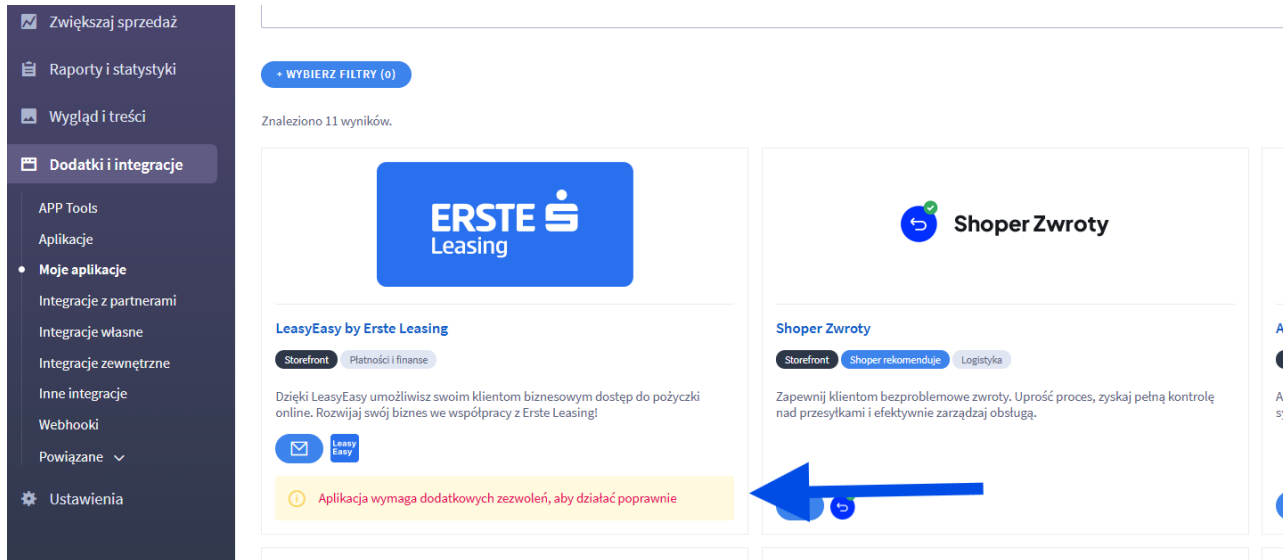 Zwiększaj sprzedaż
Raporty i statystyki
Wygląd i treści
Dodatki i integracje
APP Tools
Aplikacje
Moje aplikacje
Integracje z partnerami
Integracje własne
Integracje zewnętrzne
Inne integracje
Webhooki
Powiązane
Ustawienia
+ WYBIERZ FILTRY (0)
Znaleziono 11 wyników.
ERSTE
Leasing
LeasyEasy by Erste Leasing
Storefront Płatności i finanse
Dzięki LeasyEasy umożliwisz swoim klientom biznesowym dostęp do pożyczki
online. Rozwijaj swój biznes we współpracy z Erste Leasing!
Leasy
Easy
Aplikacja wymaga dodatkowych zezwoleń, aby działać poprawnie
Shoper Zwroty
Shoper Zwroty
Storefront Shoper rekomenduje Logistyka
Zapewnij klientom bezproblemowe zwroty. Uprość proces, zyskaj pełną kontrolę
nad przesyłkami i efektywnie zarządzaj obsługą.